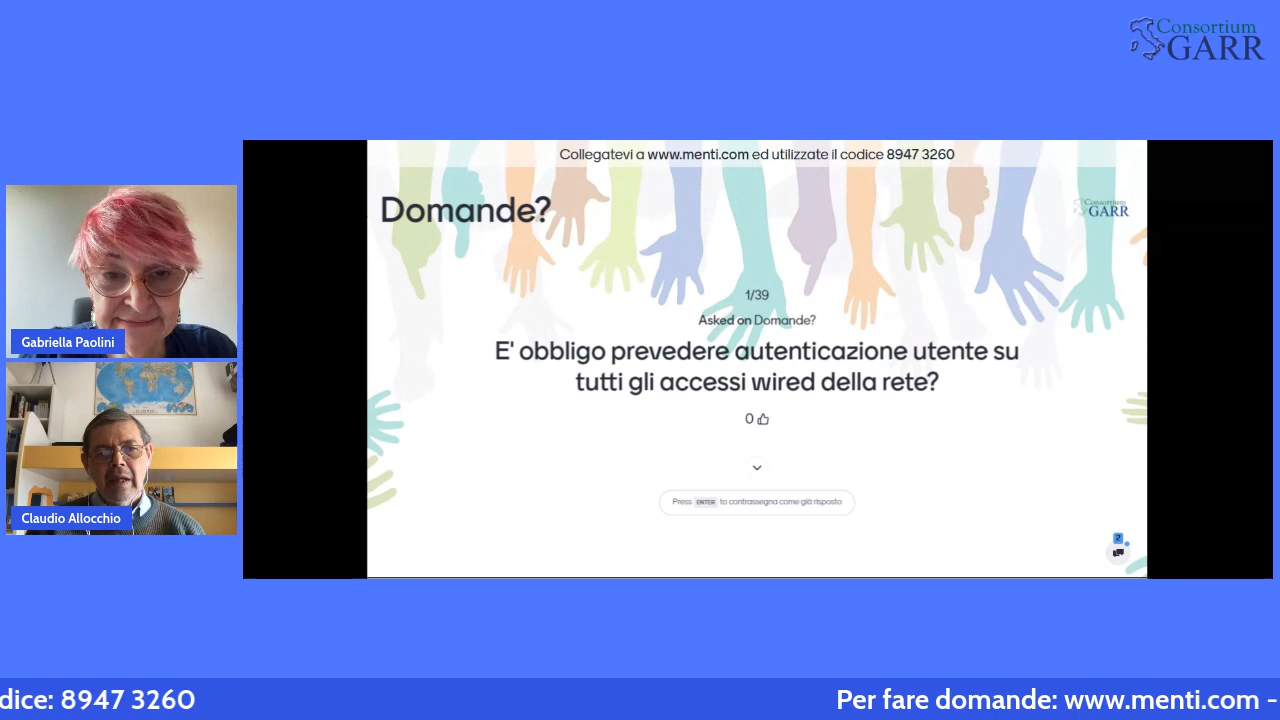 Consortium
GARR
Collegatevi a www.menti.com ed utilizzate il codice 8947 3260
Domande?
Consortium
GARR
1/39
Asked on Domande?
E' obbligo prevedere autenticazione utente su
tutti gli accessi wired della rete?
0
Press ENTER to contrassegna come già risposto
2
Gabriella Paolini
Claudio Allocchio
dice: 8947 3260
Per fare domande: www.menti.com -